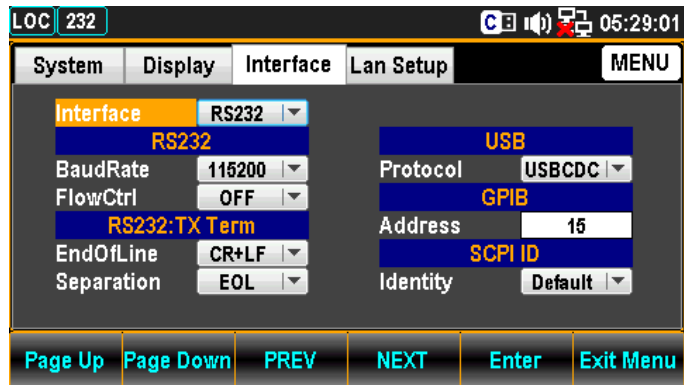 LOC 232 C 05:29:01
System Display Interface Lan Setup MENU
Interface RS232
RS232 USB
BaudRate 115200 Protocol USBCDC
FlowCtrl OFF GPIB
RS232:TX Term Address 15
EndOfLine CR+LF SCPI ID
Separation EOL Identity Default
Page Up Page Down PREV NEXT Enter Exit Menu